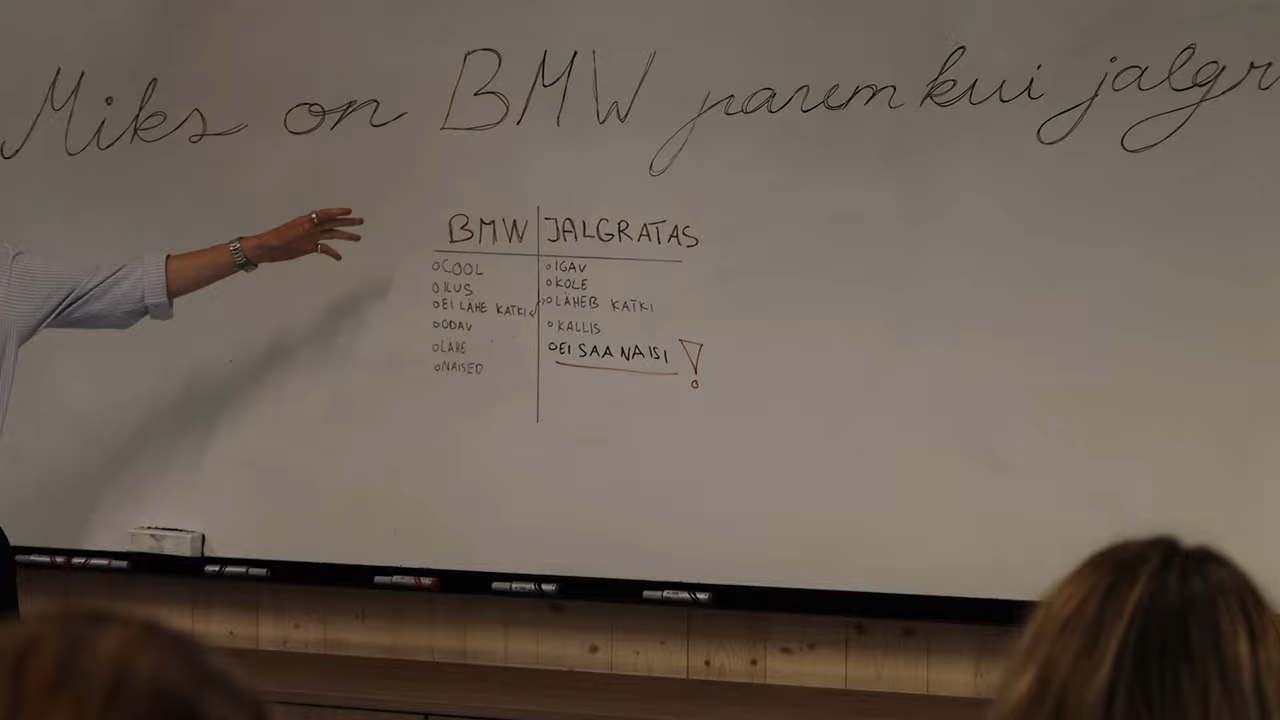 Miks on BMW parem kui jalgr
BMW JALGRATAS
COOL IGAV
ILUS KOLE
EI LÄHE KATKI LÄHEB KATKI
ODAV KALLIS
LAHE EI SAA NAISI !
NAISED